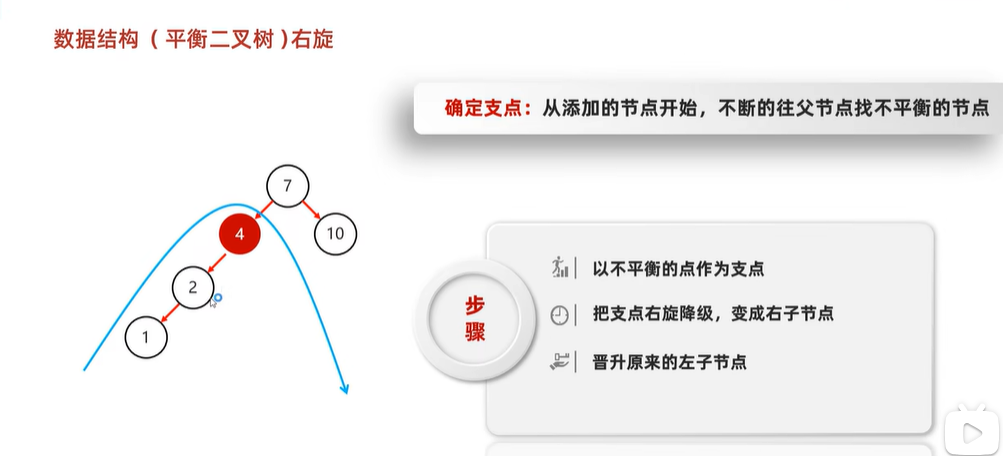 数据结构（平衡二叉树)右旋
确定支点：从添加的节点开始，不断的往父节点找不平衡的节点
7
4
10
2
1
步
骤
以不平衡的点作为支点
把支点右旋降级，变成右子节点
晋升原来的左子节点